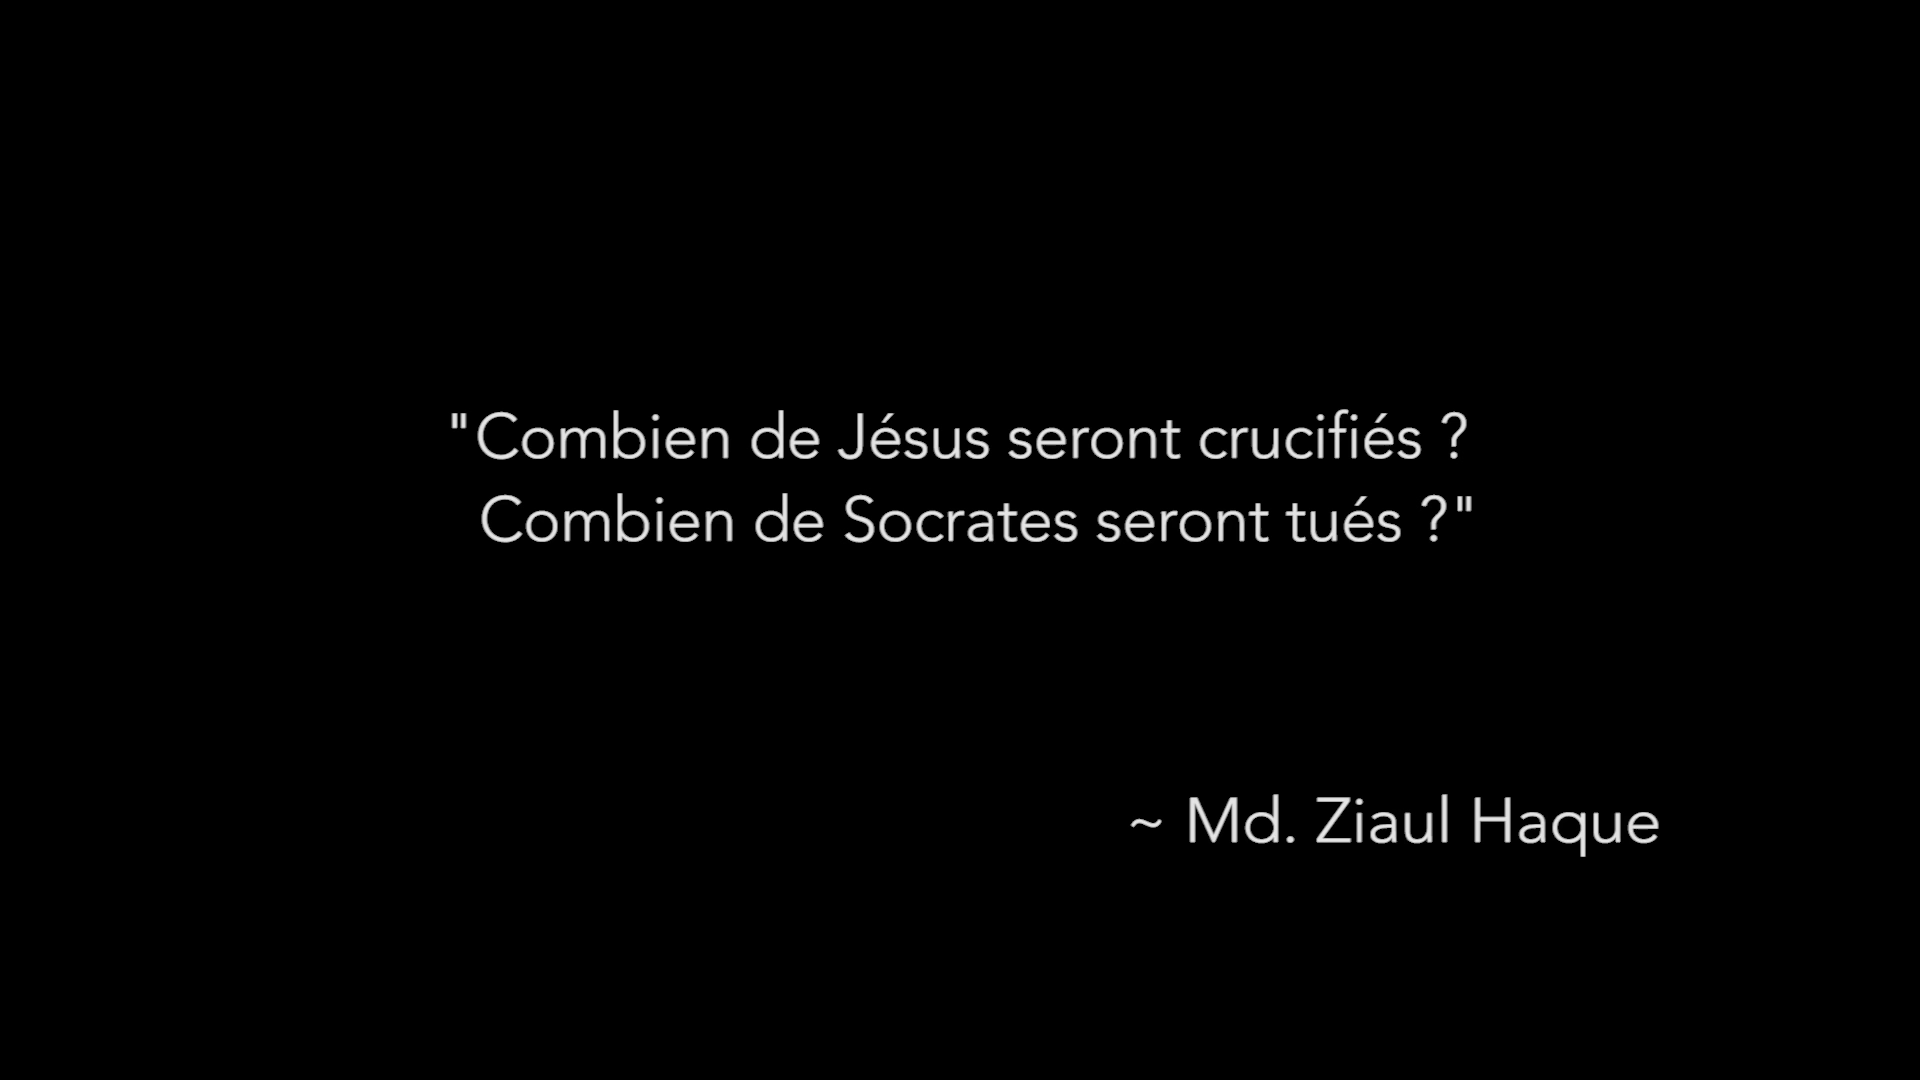 "Combien de Jésus seront crucifiés ?
Combien de Socrates seront tués ?"
~ Md. Ziaul Haque